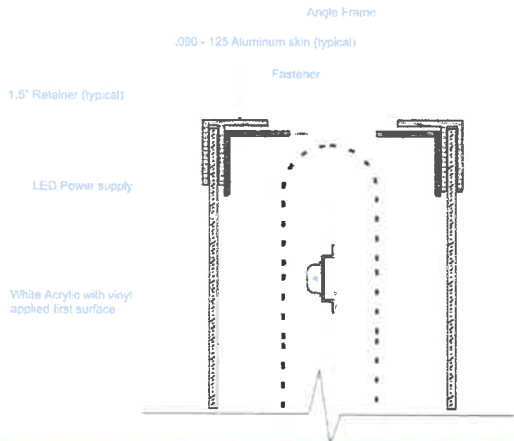 Angle Frame
.090 - 125 Aluminum skin (typical)
Fastener
1.5" Retainer (typical)
LED Power supply
White Acrylic with vinyl
applied first surface